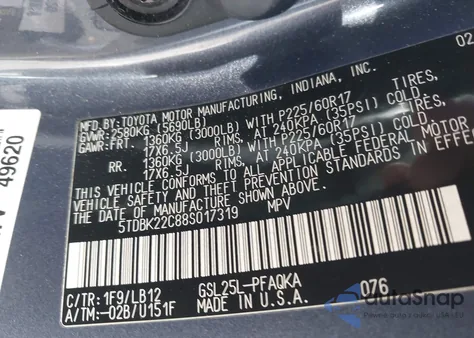 02
MFD.BY:TOYOTA MOTOR MANUFACTURING, INDIANA, INC.
GVWR:2580KG (5690LB)
GAWR:FRT. 1360KG (3000LB) WITH P225/60R17 TIRES,
17X6.5J RIMS, AT 240KPA (35PSI) COLD.
RR. 1360KG (3000LB) WITH P225/60R17 TIRES,
17X6.5J RIMS, AT 240KPA (35PSI) COLD.
THIS VEHICLE CONFORMS TO ALL APPLICABLE FEDERAL MOTOR
VEHICLE SAFETY AND THEFT PREVENTION STANDARDS IN EFFE
THE DATE OF MANUFACTURE SHOWN ABOVE.
5TDBK22C88S017319 MPV
C/TR:1F9/LB12 GSL25L-PFAQKA 076
A/TM:-02B/U151F MADE IN U.S.A.
49620
AutoSnap